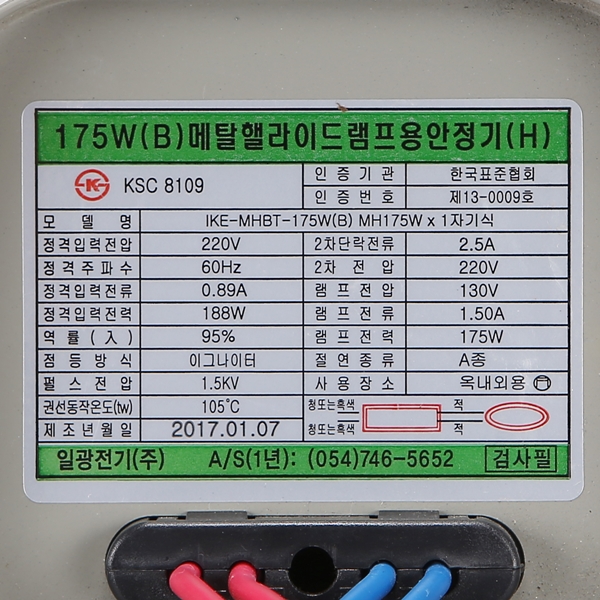 175W(B)메탈핼라이드램프용안정기(H)
KSC 8109
인증기관 한국표준협회
인증번호 제13-0009호
모델명 IKE-MHBT-175W(B) MH175W x 1자기식
정격입력전압 220V 2차단락전류 2.5A
정격주파수 60Hz 2차전압 220V
정격입력전류 0.89A 램프전압 130V
정격입력전력 188W 램프전류 1.50A
역률(入) 95% 램프전력 175W
점등방식 이그나이터 절연종류 A종
펄스전압 1.5KV 사용장소 옥내외용
권선동작온도(tw) 105℃ 청또는흑색 적
제조년월일 2017.01.07 청또는흑색 적
일광전기(주) A/S(1년): (054)746-5652 검사필